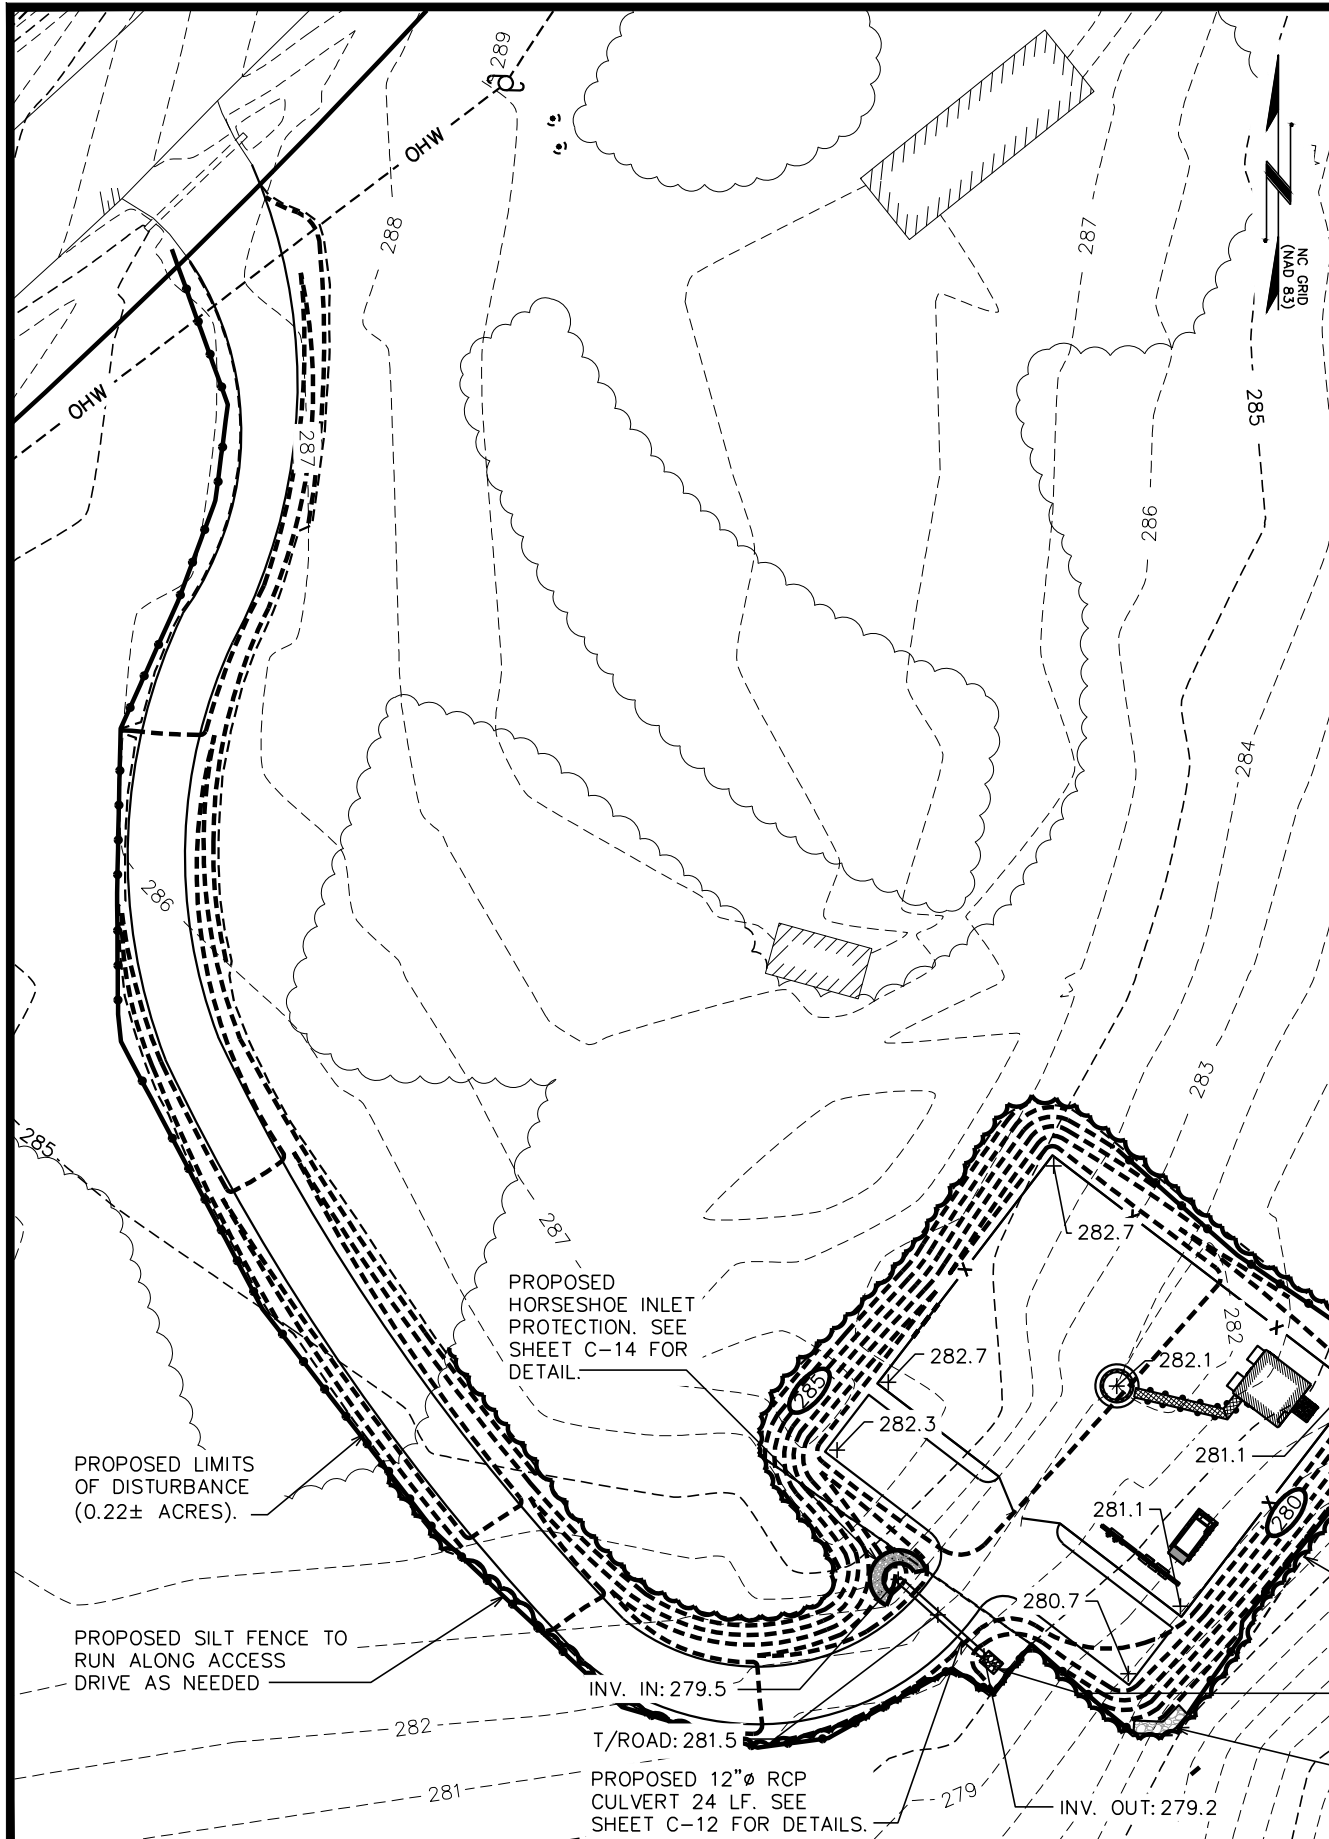 289
OHW
288
287
NC GRID
(NAD 83)
OHW
285
287
286
284
286
283
285
287
282.7
PROPOSED
HORSESHOE INLET
PROTECTION. SEE
SHEET C-14 FOR
DETAIL.
282
282.7
282.1
285
282.3
281.1
PROPOSED LIMITS
OF DISTURBANCE
(0.22± ACRES).
281.1
280
280.7
PROPOSED SILT FENCE TO
RUN ALONG ACCESS
DRIVE AS NEEDED
INV. IN: 279.5
282
T/ROAD: 281.5
281
PROPOSED 12"ø RCP
CULVERT 24 LF. SEE
SHEET C-12 FOR DETAILS.
279
INV. OUT: 279.2